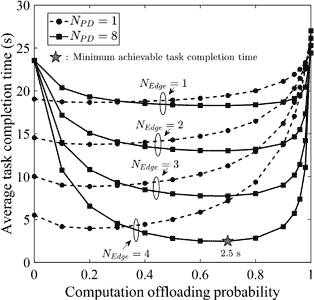 N_PD = 1
N_PD = 8
: Minimum achievable task completion time
N_Edge = 1
N_Edge = 2
N_Edge = 3
N_Edge = 4
2.5 s
30
25
20
15
10
5
0
0
0.2
0.4
0.6
0.8
1
Average task completion time (s)
Computation offloading probability